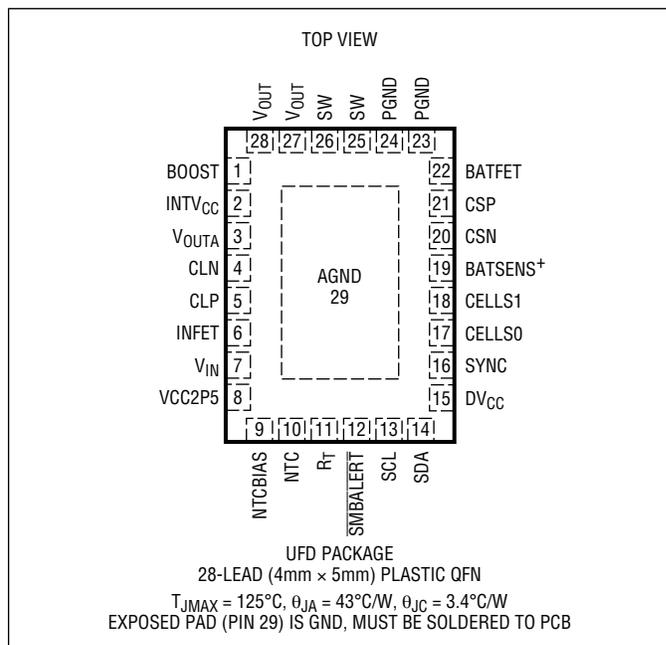 TOP VIEW
VOUT VOUT SW SW PGND PGND
28 27 26 25 24 23
BOOST 1
INTVCC 2
VOUTA 3
CLN 4
CLP 5
INFET 6
VIN 7
VCC2P5 8
AGND
29
22 BATFET
21 CSP
20 CSN
19 BATSENS+
18 CELLS1
17 CELLS0
16 SYNC
15 DVCC
9 10 11 12 13 14
NTCBIAS NTC RT SMBALERT SCL SDA
UFD PACKAGE
28-LEAD (4mm × 5mm) PLASTIC QFN
TJMAX = 125°C, θJA = 43°C/W, θJC = 3.4°C/W
EXPOSED PAD (PIN 29) IS GND, MUST BE SOLDERED TO PCB